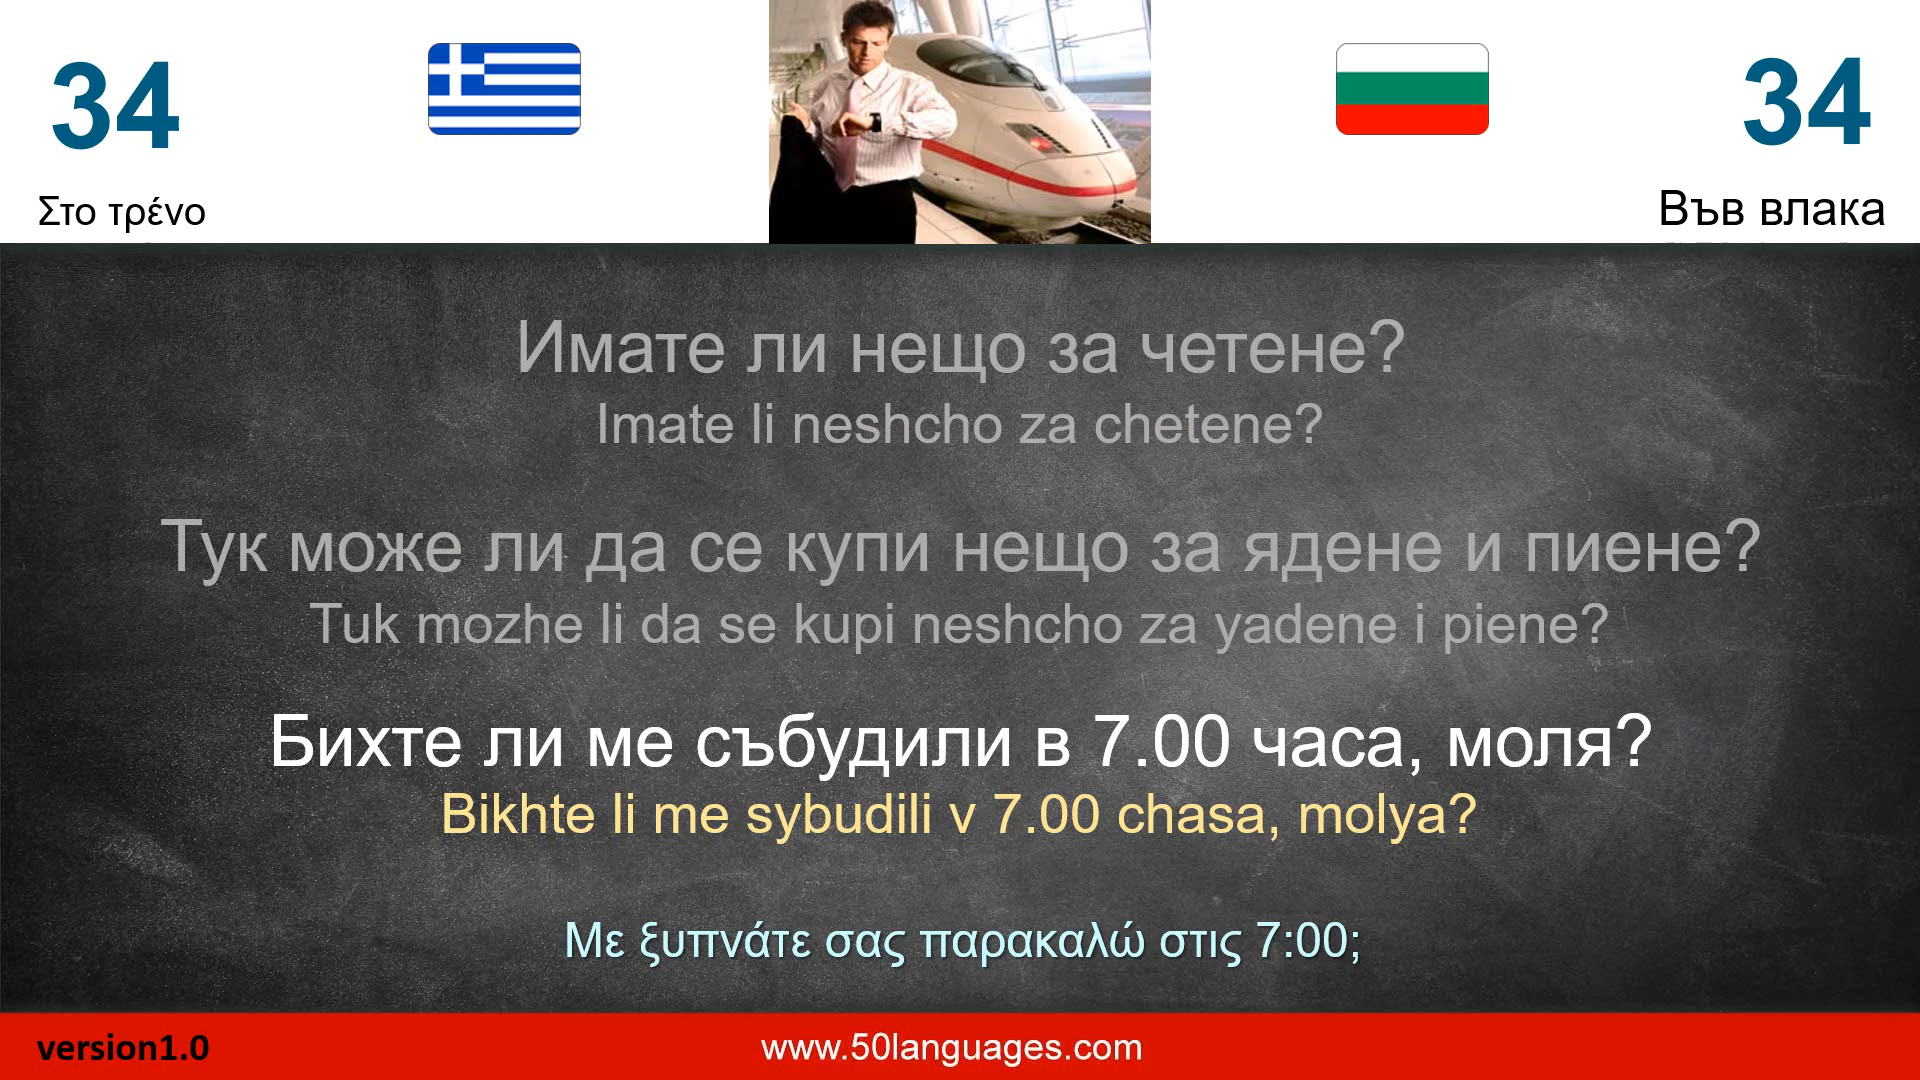 34
34
Στο τρένο
Във влака
Имате ли нещо за четене?
Imate li neshcho za chetene?
Тук може ли да се купи нещо за ядене и пиене?
Tuk mozhe li da se kupi neshcho za yadene i piene?
Бихте ли ме събудили в 7.00 часа, моля?
Bikhte li me sybudili v 7.00 chasa, molya?
Με ξυπνάτε σας παρακαλώ στις 7:00;
version1.0
www.50languages.com